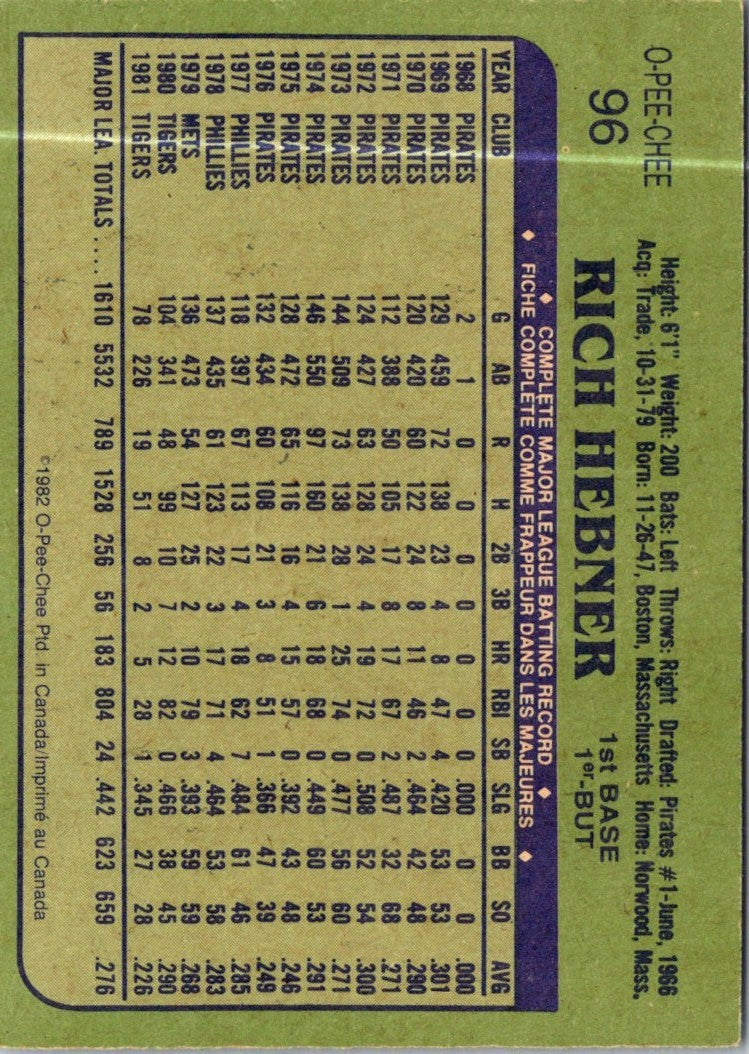 O-PEE-CHEE
96
RICH HEBNER
1st BASE
1er-BUT
Height: 6'1" Weight: 200 Bats: Left Throws: Right Drafted: Pirates #1-June, 1966
Acq: Trade, 10-31-79 Born: 11-26-47, Boston, Massachusetts Home: Norwood, Mass.
♦ COMPLETE MAJOR LEAGUE BATTING RECORD ♦
♦ FICHE COMPLETE COMME FRAPPEUR DANS LES MAJEURES ♦
YEAR CLUB G AB R H 2B 3B HR RBI SB SLG BB SO AVG
1968 PIRATES 2 1 0 0 0 0 0 0 0 .000 0 0 .000
1969 PIRATES 129 459 72 138 23 4 8 47 4 .420 53 53 .301
1970 PIRATES 120 420 60 122 24 8 11 46 2 .464 42 48 .290
1971 PIRATES 112 388 50 105 17 8 17 67 2 .487 32 68 .271
1972 PIRATES 124 427 63 128 24 4 19 72 0 .508 52 54 .300
1973 PIRATES 144 509 73 138 28 1 25 74 0 .477 56 60 .271
1974 PIRATES 146 550 97 160 21 6 18 68 0 .449 60 53 .291
1975 PIRATES 128 472 65 116 16 4 15 57 0 .392 43 48 .246
1976 PIRATES 132 434 60 108 21 3 8 51 1 .366 47 39 .249
1977 PHILLIES 118 397 67 113 17 4 18 62 7 .484 61 46 .285
1978 PHILLIES 137 435 61 123 22 3 17 71 4 .464 53 58 .283
1979 METS 136 473 54 127 25 2 10 79 3 .393 59 59 .268
1980 TIGERS 104 341 48 99 10 7 12 82 0 .466 38 45 .290
1981 TIGERS 78 226 19 51 8 2 5 28 1 .345 27 28 .226
MAJOR LEA. TOTALS .... 1610 5532 789 1528 256 56 183 804 24 .442 623 659 .276
©1982 O-Pee-Chee Ptd. in Canada/Imprimé au Canada